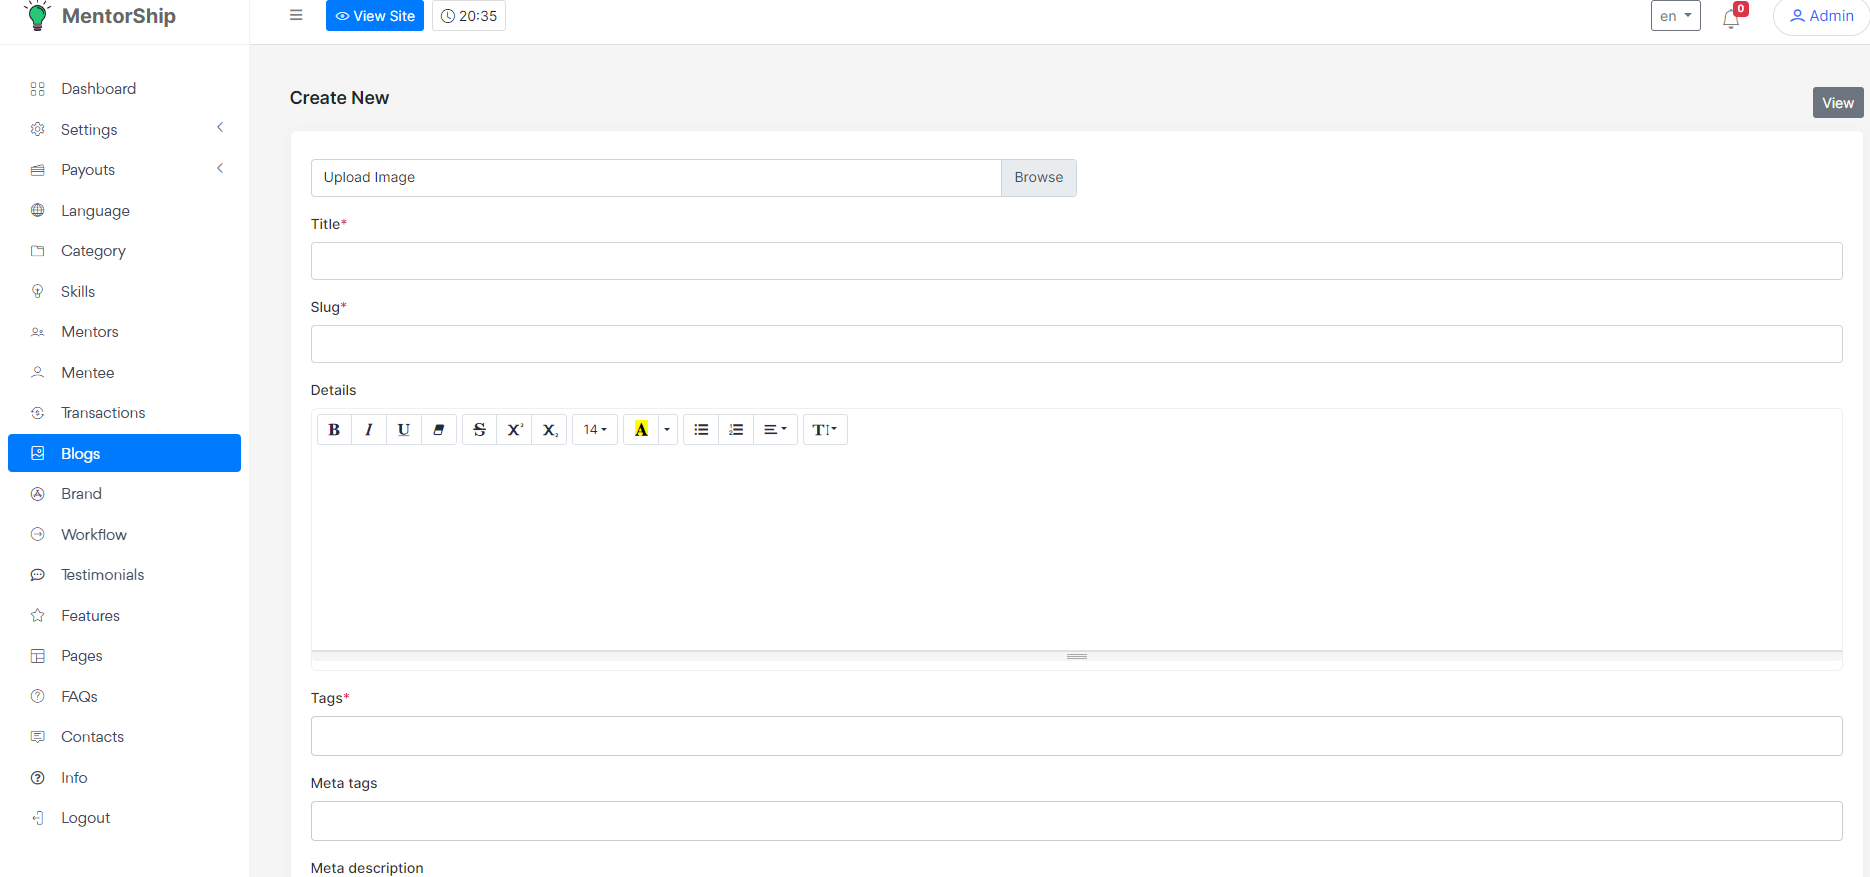 MentorShip
View Site
20:35
en
0
Admin
Dashboard
Settings
Payouts
Language
Category
Skills
Mentors
Mentee
Transactions
Blogs
Brand
Workflow
Testimonials
Features
Pages
FAQs
Contacts
Info
Logout
Create New
View
Upload Image Browse
Title*
Slug*
Details
B I U S X² X₂ 14 A T
Tags*
Meta tags
Meta description